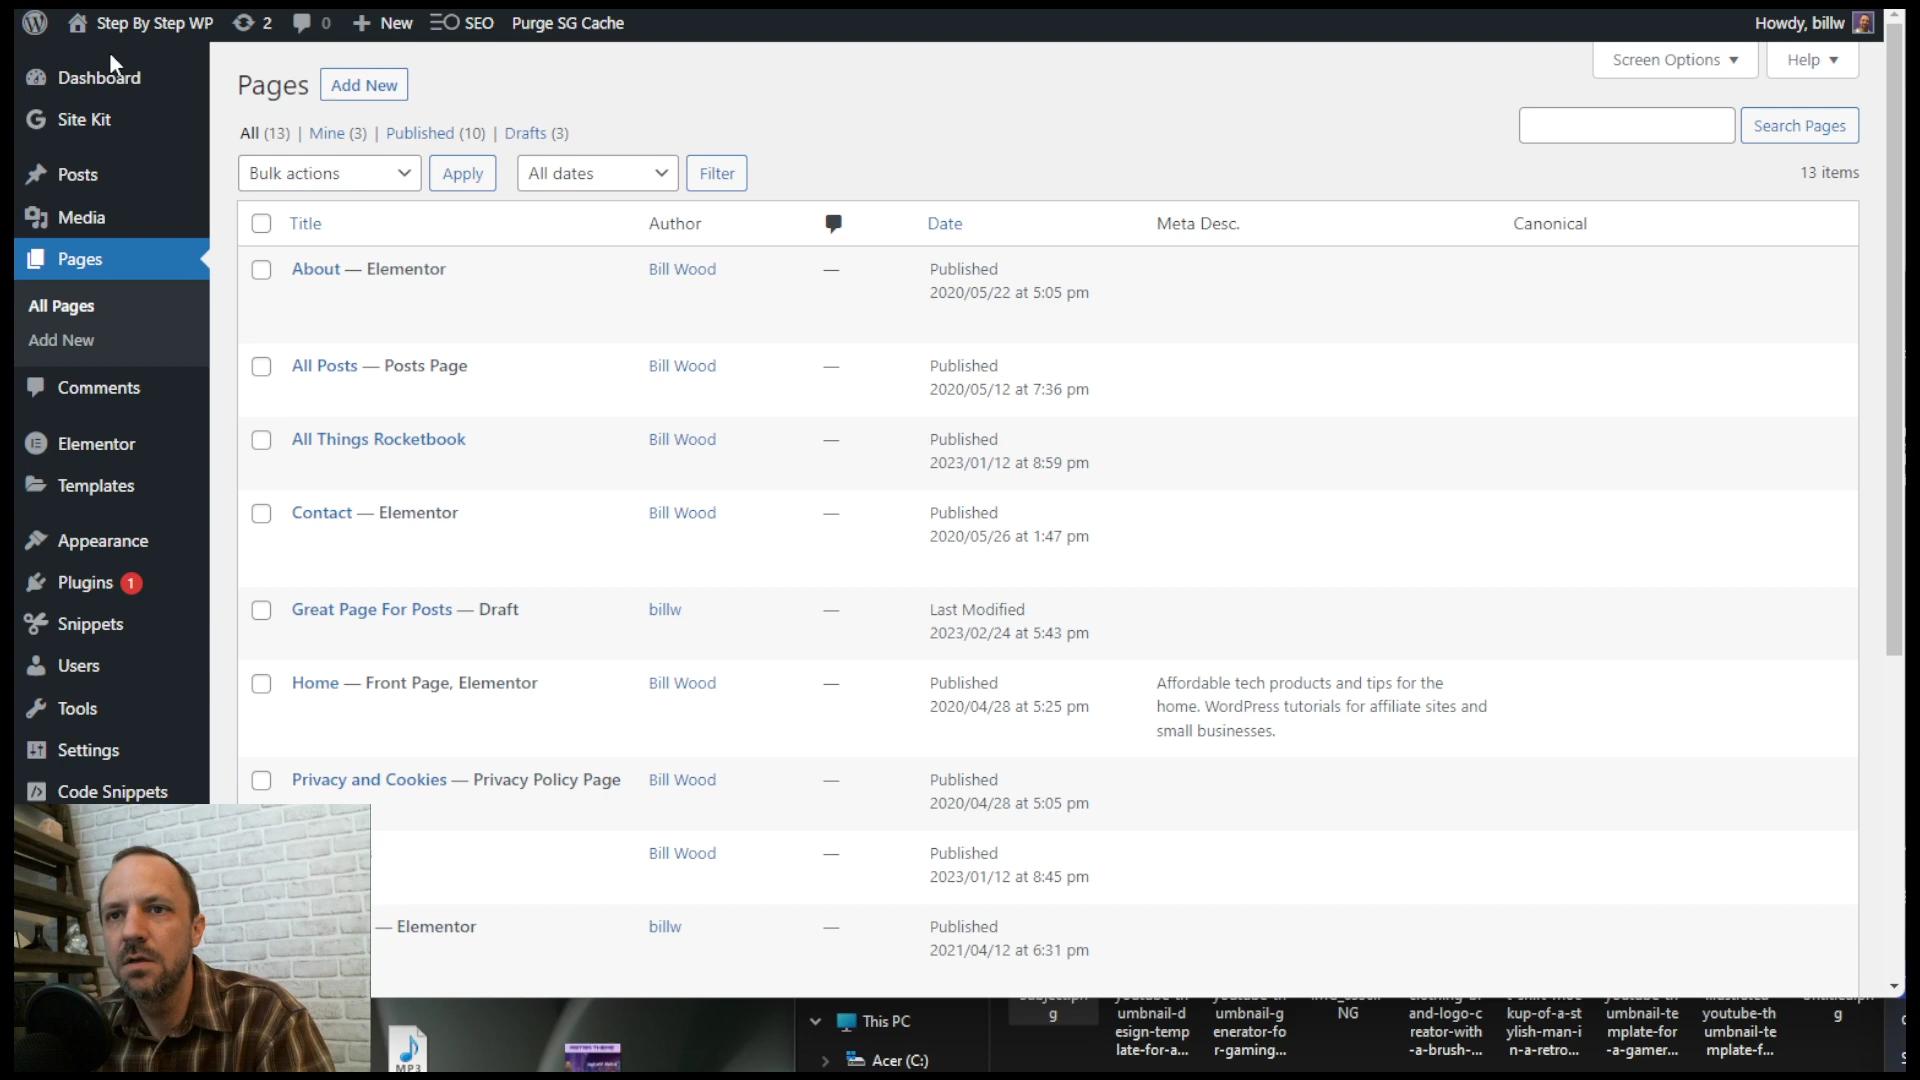 Step By Step WP 2 0 New SEO Purge SG Cache Howdy, billw
Dashboard
Site Kit
Posts
Media
Pages
All Pages
Add New
Comments
Elementor
Templates
Appearance
Plugins 1
Snippets
Users
Tools
Settings
Code Snippets
Screen Options Help
Pages Add New
All (13) | Mine (3) | Published (10) | Drafts (3)
Search Pages
Bulk actions Apply All dates Filter
13 items
Title Author Date Meta Desc. Canonical
About — Elementor Bill Wood — Published
2020/05/22 at 5:05 pm
All Posts — Posts Page Bill Wood — Published
2020/05/12 at 7:36 pm
All Things Rocketbook Bill Wood — Published
2023/01/12 at 8:59 pm
Contact — Elementor Bill Wood — Published
2020/05/26 at 1:47 pm
Great Page For Posts — Draft billw — Last Modified
2023/02/24 at 5:43 pm
Home — Front Page, Elementor Bill Wood — Published Affordable tech products and tips for the
2020/04/28 at 5:25 pm home. WordPress tutorials for affiliate sites and
small businesses.
Privacy and Cookies — Privacy Policy Page Bill Wood — Published
2020/04/28 at 5:05 pm
Bill Wood — Published
2023/01/12 at 8:45 pm
— Elementor billw — Published
2021/04/12 at 6:31 pm
MP3
This PC
Acer (C:)
g
umbnail-d
esign-temp
late-for-a...
umbnail-g
enerator-fo
r-gaming...
NG
and-logo-c
reator-with
-a-brush-...
kup-of-a-st
ylish-man-i
n-a-retro...
umbnail-te
mplate-for
-a-gamer...
youtube-th
umbnail-te
mplate-f...
g